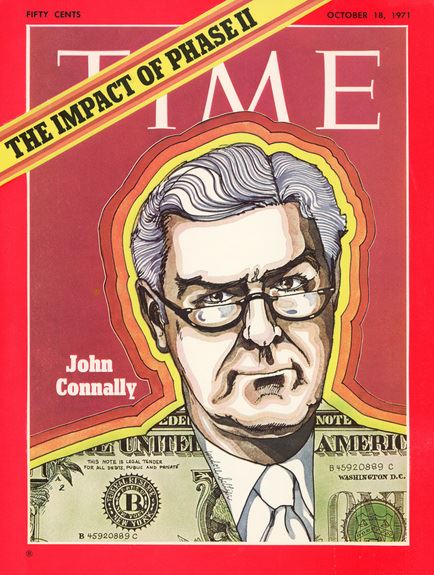 FIFTY CENTS
OCTOBER 18, 1971
THE IMPACT OF PHASE II
TIME
John
Connally
NOTE
UNITED
AMERIC
THIS NOTE IS LEGAL TENDER
FOR ALL DEBTS, PUBLIC AND PRIVATE
B 45920889 C
WASHINGTON D.C.
2
B
B 45920889 C
®